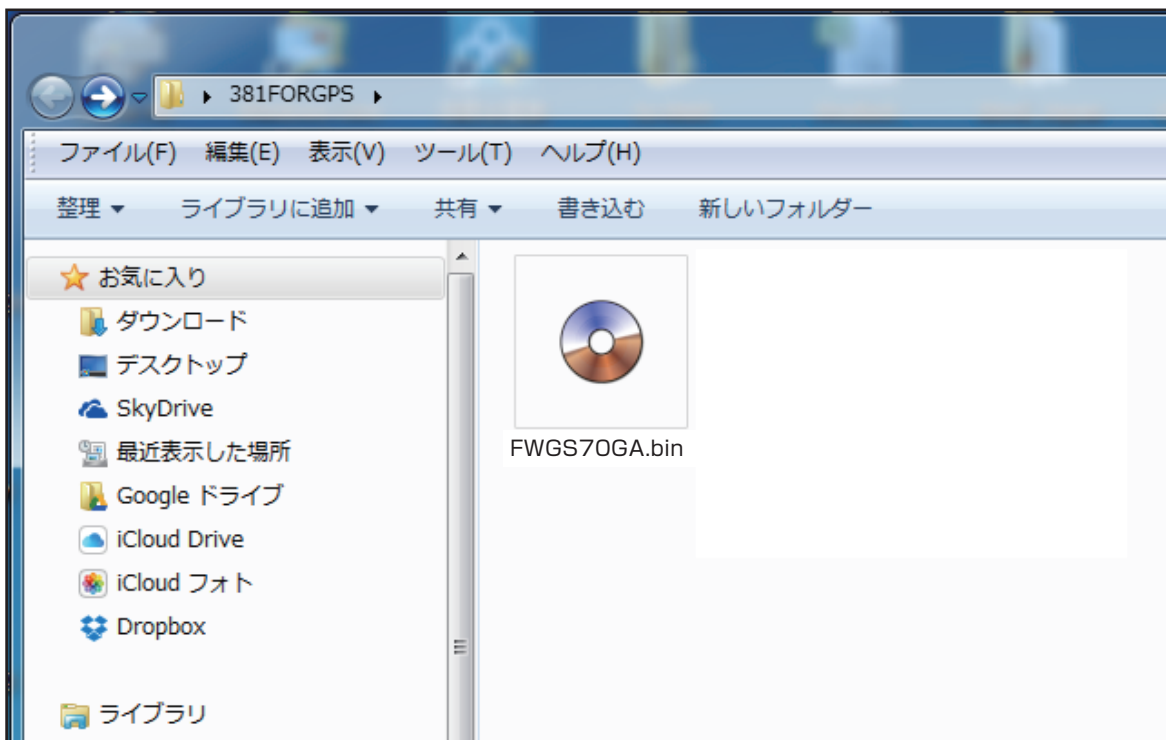 381FORGPS
ファイル(F) 編集(E) 表示(V) ツール(T) ヘルプ(H)
整理 ライブラリに追加 共有 書き込む 新しいフォルダー
お気に入り
ダウンロード
デスクトップ
SkyDrive
最近表示した場所
Google ドライブ
iCloud Drive
iCloud フォト
Dropbox
ライブラリ
FWGS70GA.bin